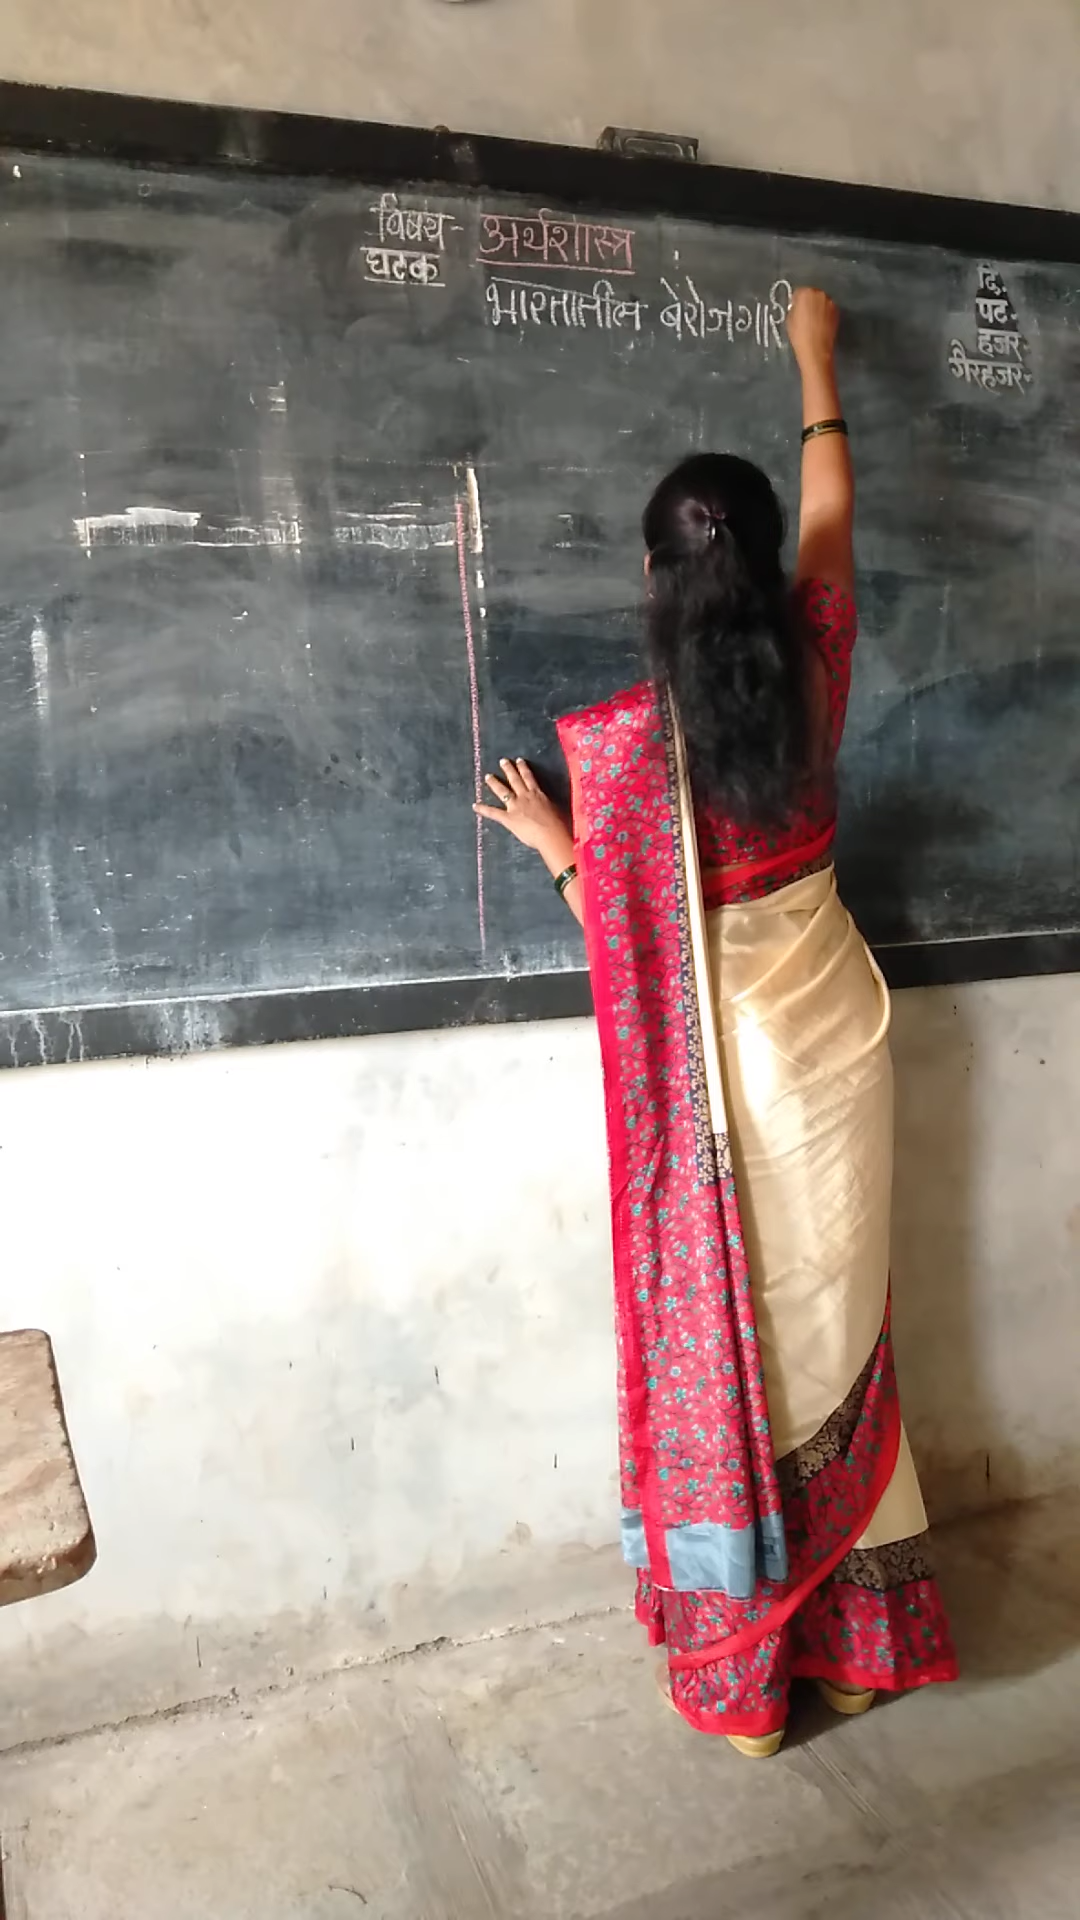 विषय - अर्थशास्त्र
घटक
भारतातील बेरोजगारी
दि.
पट -
हजर -
गैरहजर -